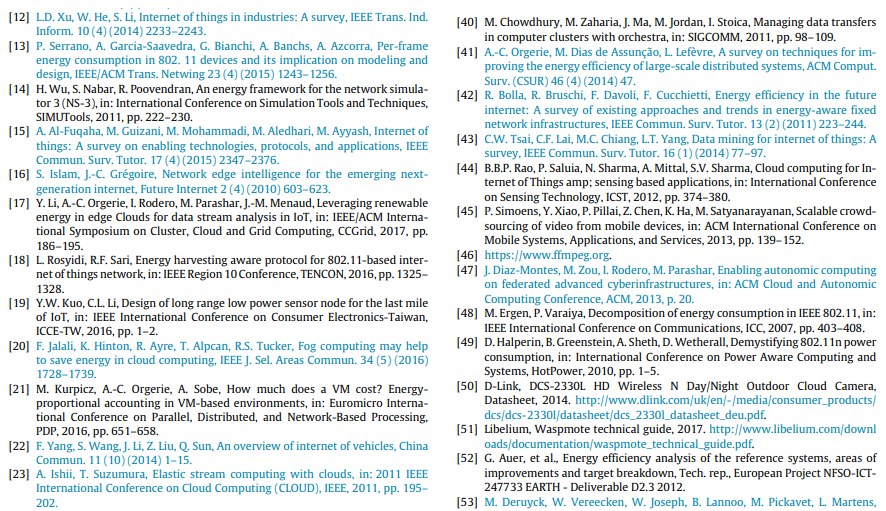 [12] L.D. Xu, W. He, S. Li, Internet of things in industries: A survey, IEEE Trans. Ind.
Inform. 10 (4) (2014) 2233–2243.
[13] P. Serrano, A. Garcia-Saavedra, G. Bianchi, A. Banchs, A. Azcorra, Per-frame
energy consumption in 802. 11 devices and its implication on modeling and
design, IEEE/ACM Trans. Netwing 23 (4) (2015) 1243–1256.
[14] H. Wu, S. Nabar, R. Poovendran, An energy framework for the network simula-
tor 3 (NS-3), in: International Conference on Simulation Tools and Techniques,
SIMUTools, 2011, pp. 222–230.
[15] A. Al-Fuqaha, M. Guizani, M. Mohammadi, M. Aledhari, M. Ayyash, Internet of
things: A survey on enabling technologies, protocols, and applications, IEEE
Commun. Surv. Tutor. 17 (4) (2015) 2347–2376.
[16] S. Islam, J.-C. Grégoire, Network edge intelligence for the emerging next-
generation internet, Future Internet 2 (4) (2010) 603–623.
[17] Y. Li, A.-C. Orgerie, I. Rodero, M. Parashar, J.-M. Menaud, Leveraging renewable
energy in edge Clouds for data stream analysis in IoT, in: IEEE/ACM Interna-
tional Symposium on Cluster, Cloud and Grid Computing, CCGrid, 2017, pp.
186–195.
[18] L. Rosyidi, R.F. Sari, Energy harvesting aware protocol for 802.11-based inter-
net of things network, in: IEEE Region 10 Conference, TENCON, 2016, pp. 1325–
1328.
[19] Y.W. Kuo, C.L. Li, Design of long range low power sensor node for the last mile
of IoT, in: IEEE International Conference on Consumer Electronics-Taiwan,
ICCE-TW, 2016, pp. 1–2.
[20] F. Jalali, K. Hinton, R. Ayre, T. Alpcan, R.S. Tucker, Fog computing may help
to save energy in cloud computing, IEEE J. Sel. Areas Commun. 34 (5) (2016)
1728–1739.
[21] M. Kurpicz, A.-C. Orgerie, A. Sobe, How much does a VM cost? Energy-
proportional accounting in VM-based environments, in: Euromicro Interna-
tional Conference on Parallel, Distributed, and Network-Based Processing,
PDP, 2016, pp. 651–658.
[22] F. Yang, S. Wang, J. Li, Z. Liu, Q. Sun, An overview of internet of vehicles, China
Commun. 11 (10) (2014) 1–15.
[23] A. Ishii, T. Suzumura, Elastic stream computing with clouds, in: 2011 IEEE
International Conference on Cloud Computing (CLOUD), IEEE, 2011, pp. 195–
202.
[40] M. Chowdhury, M. Zaharia, J. Ma, M. Jordan, I. Stoica, Managing data transfers
in computer clusters with orchestra, in: SIGCOMM, 2011, pp. 98–109.
[41] A.-C. Orgerie, M. Dias de Assunção, L. Lefèvre, A survey on techniques for im-
proving the energy efficiency of large-scale distributed systems, ACM Comput.
Surv. (CSUR) 46 (4) (2014) 47.
[42] R. Bolla, R. Bruschi, F. Davoli, F. Cucchietti, Energy efficiency in the future
internet: A survey of existing approaches and trends in energy-aware fixed
network infrastructures, IEEE Commun. Surv. Tutor. 13 (2) (2011) 223–244.
[43] C.W. Tsai, C.F. Lai, M.C. Chiang, L.T. Yang, Data mining for internet of things: A
survey, IEEE Commun. Surv. Tutor. 16 (1) (2014) 77–97.
[44] B.B.P. Rao, P. Saluia, N. Sharma, A. Mittal, S.V. Sharma, Cloud computing for In-
ternet of Things amp; sensing based applications, in: International Conference
on Sensing Technology, ICST, 2012, pp. 374–380.
[45] P. Simoens, Y. Xiao, P. Pillai, Z. Chen, K. Ha, M. Satyanarayanan, Scalable crowd-
sourcing of video from mobile devices, in: ACM International Conference on
Mobile Systems, Applications, and Services, 2013, pp. 139–152.
[46] https://www.ffmpeg.org.
[47] J. Diaz-Montes, M. Zou, I. Rodero, M. Parashar, Enabling autonomic computing
on federated advanced cyberinfrastructures, in: ACM Cloud and Autonomic
Computing Conference, ACM, 2013, p. 20.
[48] M. Ergen, P. Varaiya, Decomposition of energy consumption in IEEE 802.11, in:
IEEE International Conference on Communications, ICC, 2007, pp. 403–408.
[49] D. Halperin, B. Greenstein, A. Sheth, D. Wetherall, Demystifying 802.11n power
consumption, in: International Conference on Power Aware Computing and
Systems, HotPower, 2010, pp. 1–5.
[50] D-Link, DCS-2330L HD Wireless N Day/Night Outdoor Cloud Camera,
Datasheet, 2014. http://www.dlink.com/uk/en/-/media/consumer_products/
dcs/dcs-2330l/datasheet/dcs_2330l_datasheet_deu.pdf.
[51] Libelium, Waspmote technical guide, 2017. http://www.libelium.com/downl
oads/documentation/waspmote_technical_guide.pdf.
[52] G. Auer, et al., Energy efficiency analysis of the reference systems, areas of
improvements and target breakdown, Tech. rep., European Project NFSO-ICT-
247733 EARTH - Deliverable D2.3 2012.
[53] M. Deruyck, W. Vereecken, W. Joseph, B. Lannoo, M. Pickavet, L. Martens,